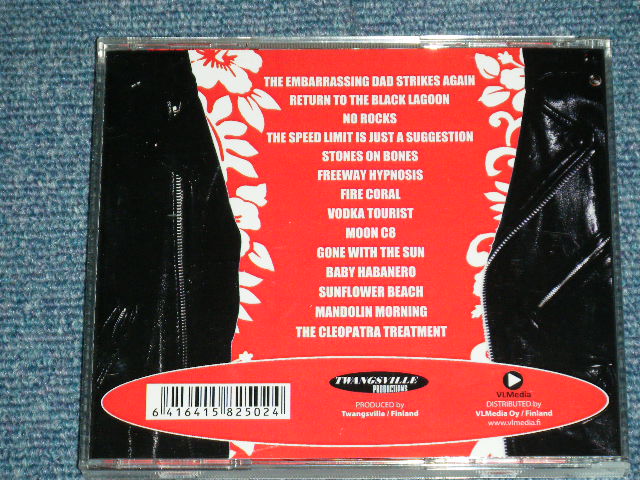 THE EMBARRASSING DAD STRIKES AGAIN
RETURN TO THE BLACK LAGOON
NO ROCKS
THE SPEED LIMIT IS JUST A SUGGESTION
STONES ON BONES
FREEWAY HYPNOSIS
FIRE CORAL
VODKA TOURIST
MOON C8
GONE WITH THE SUN
BABY HABANERO
SUNFLOWER BEACH
MANDOLIN MORNING
THE CLEOPATRA TREATMENT
6 416415 825024
TWANGSVILLE
PRODUCTIONS
PRODUCED by
Twangsville / Finland
VLMedia
DISTRIBUTED by
VLMedia Oy / Finland
www.vlmedia.fi